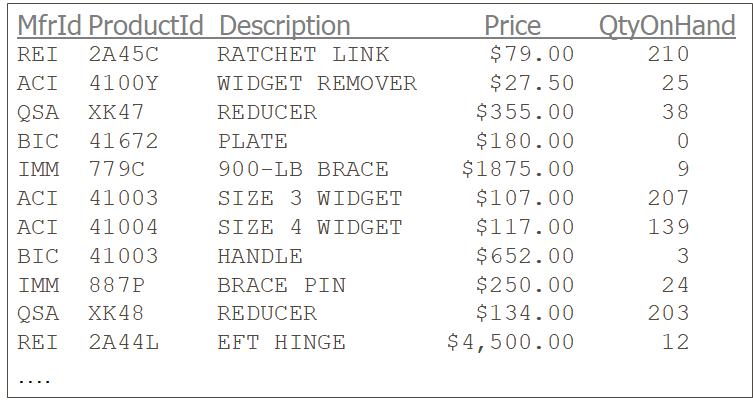 MfrId ProductId Description Price QtyOnHand
REI 2A45C RATCHET LINK $79.00 210
ACI 4100Y WIDGET REMOVER $27.50 25
QSA XK47 REDUCER $355.00 38
BIC 41672 PLATE $180.00 0
IMM 779C 900-LB BRACE $1875.00 9
ACI 41003 SIZE 3 WIDGET $107.00 207
ACI 41004 SIZE 4 WIDGET $117.00 139
BIC 41003 HANDLE $652.00 3
IMM 887P BRACE PIN $250.00 24
QSA XK48 REDUCER $134.00 203
REI 2A44L EFT HINGE $4,500.00 12
....